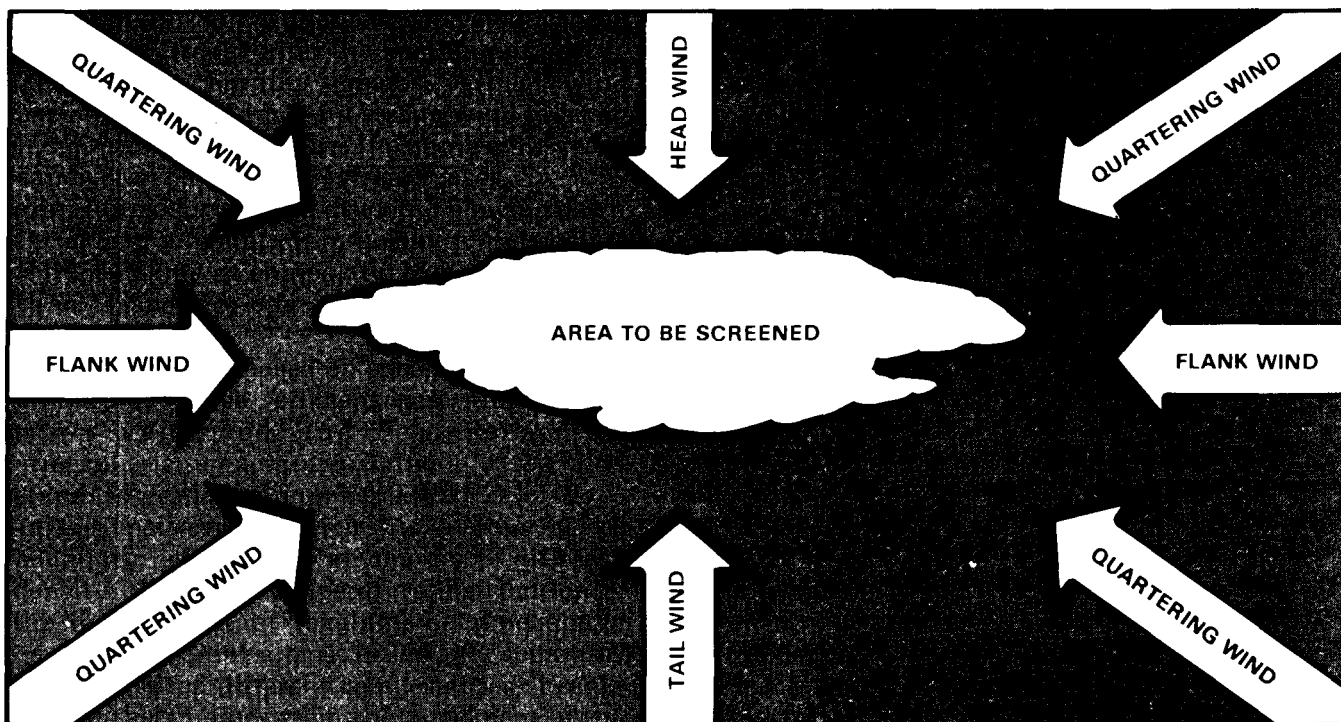 QUARTERING WIND
HEAD WIND
QUARTERING WIND
AREA TO BE SCREENED
FLANK WIND
FLANK WIND
QUARTERING WIND
TAIL WIND
QUARTERING WIND